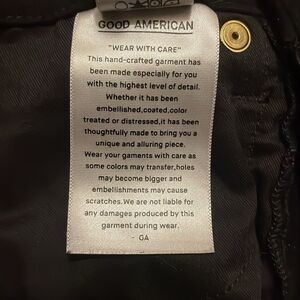 GOOD AMERICAN
"WEAR WITH CARE"
This hand-crafted garment has
been made especially for you
with the highest level of detail.
Whether it has been
embellished,coated,color
treated or distressed,it has been
thoughtfully made to bring you a
unique and alluring piece.
Wear your gaments with care as
some colors may transfer,holes
may become bigger and
embellishments may cause
scratches.We are not liable for
any damages produced by this
garment during wear.
- GA